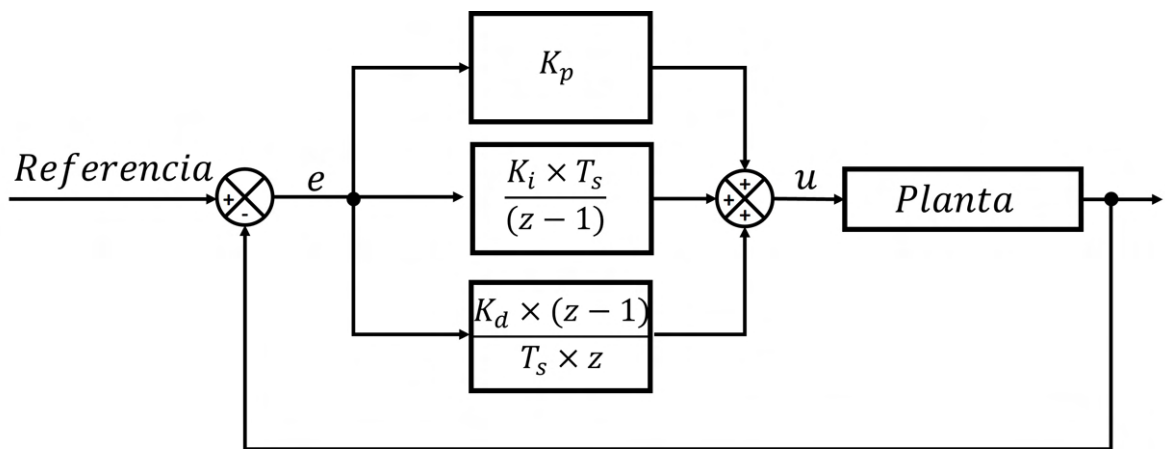 K_p
Referencia
+
-
e
K_i × T_s
(z − 1)
+
+
+
u
Planta
K_d × (z − 1)
T_s × z